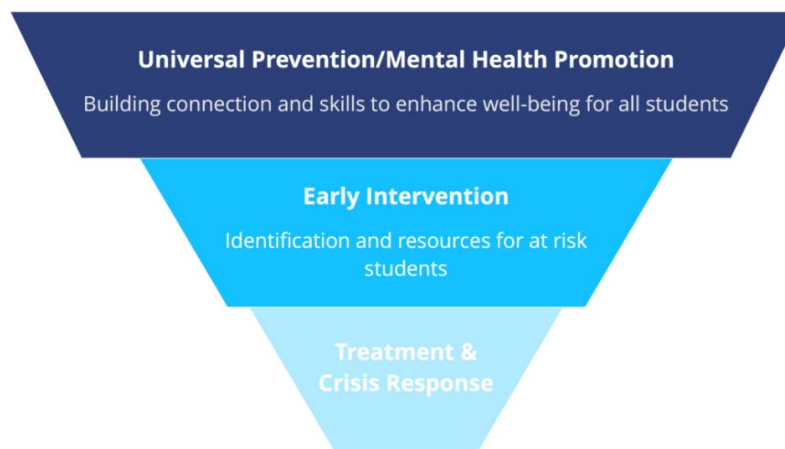 Universal Prevention/Mental Health Promotion
Building connection and skills to enhance well-being for all students
Early Intervention
Identification and resources for at risk
students
Treatment &
Crisis Response